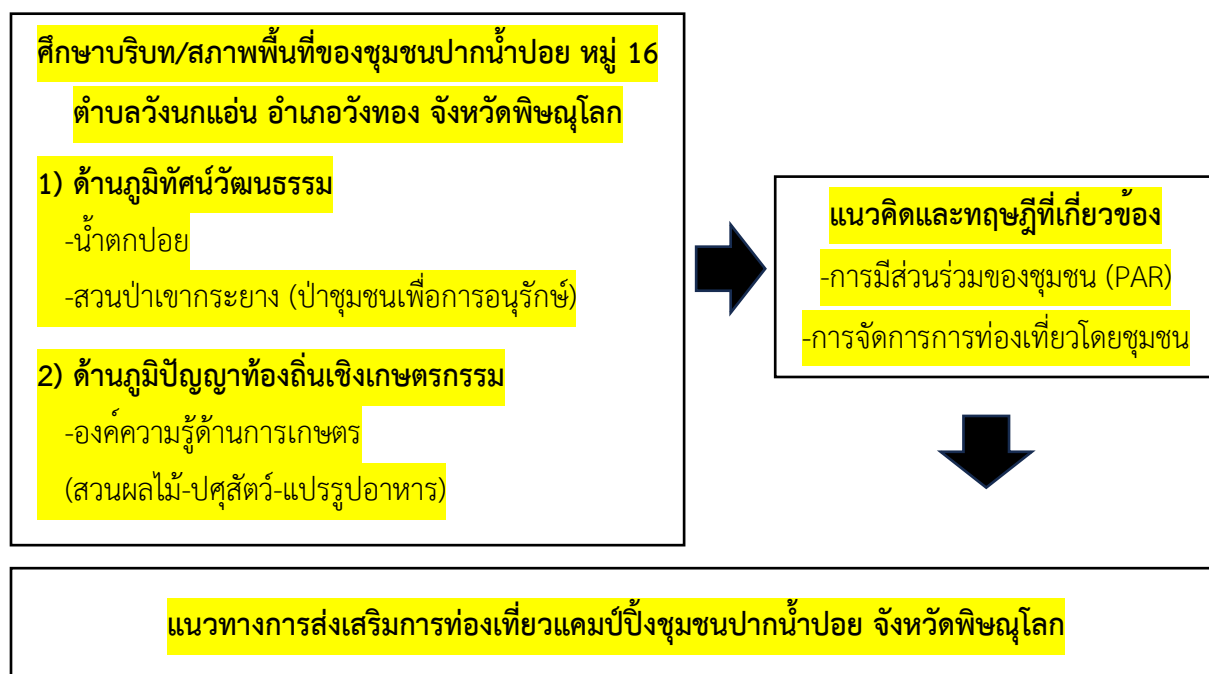 ศึกษาบริบท/สภาพพื้นที่ของชุมชนปากน้ำปอย หมู่ 16
ตำบลวังนกแอ่น อำเภอวังทอง จังหวัดพิษณุโลก
1) ด้านภูมิทัศน์วัฒนธรรม
-น้ำตกปอย
-สวนป่าเขากระยาง (ป่าชุมชนเพื่อการอนุรักษ์)
2) ด้านภูมิปัญญาท้องถิ่นเชิงเกษตรกรรม
-องค์ความรู้ด้านการเกษตร
(สวนผลไม้-ปศุสัตว์-แปรรูปอาหาร)
แนวคิดและทฤษฎีที่เกี่ยวข้อง
-การมีส่วนร่วมของชุมชน (PAR)
-การจัดการการท่องเที่ยวโดยชุมชน
แนวทางการส่งเสริมการท่องเที่ยวแคมป์ปิ้งชุมชนปากน้ำปอย จังหวัดพิษณุโลก